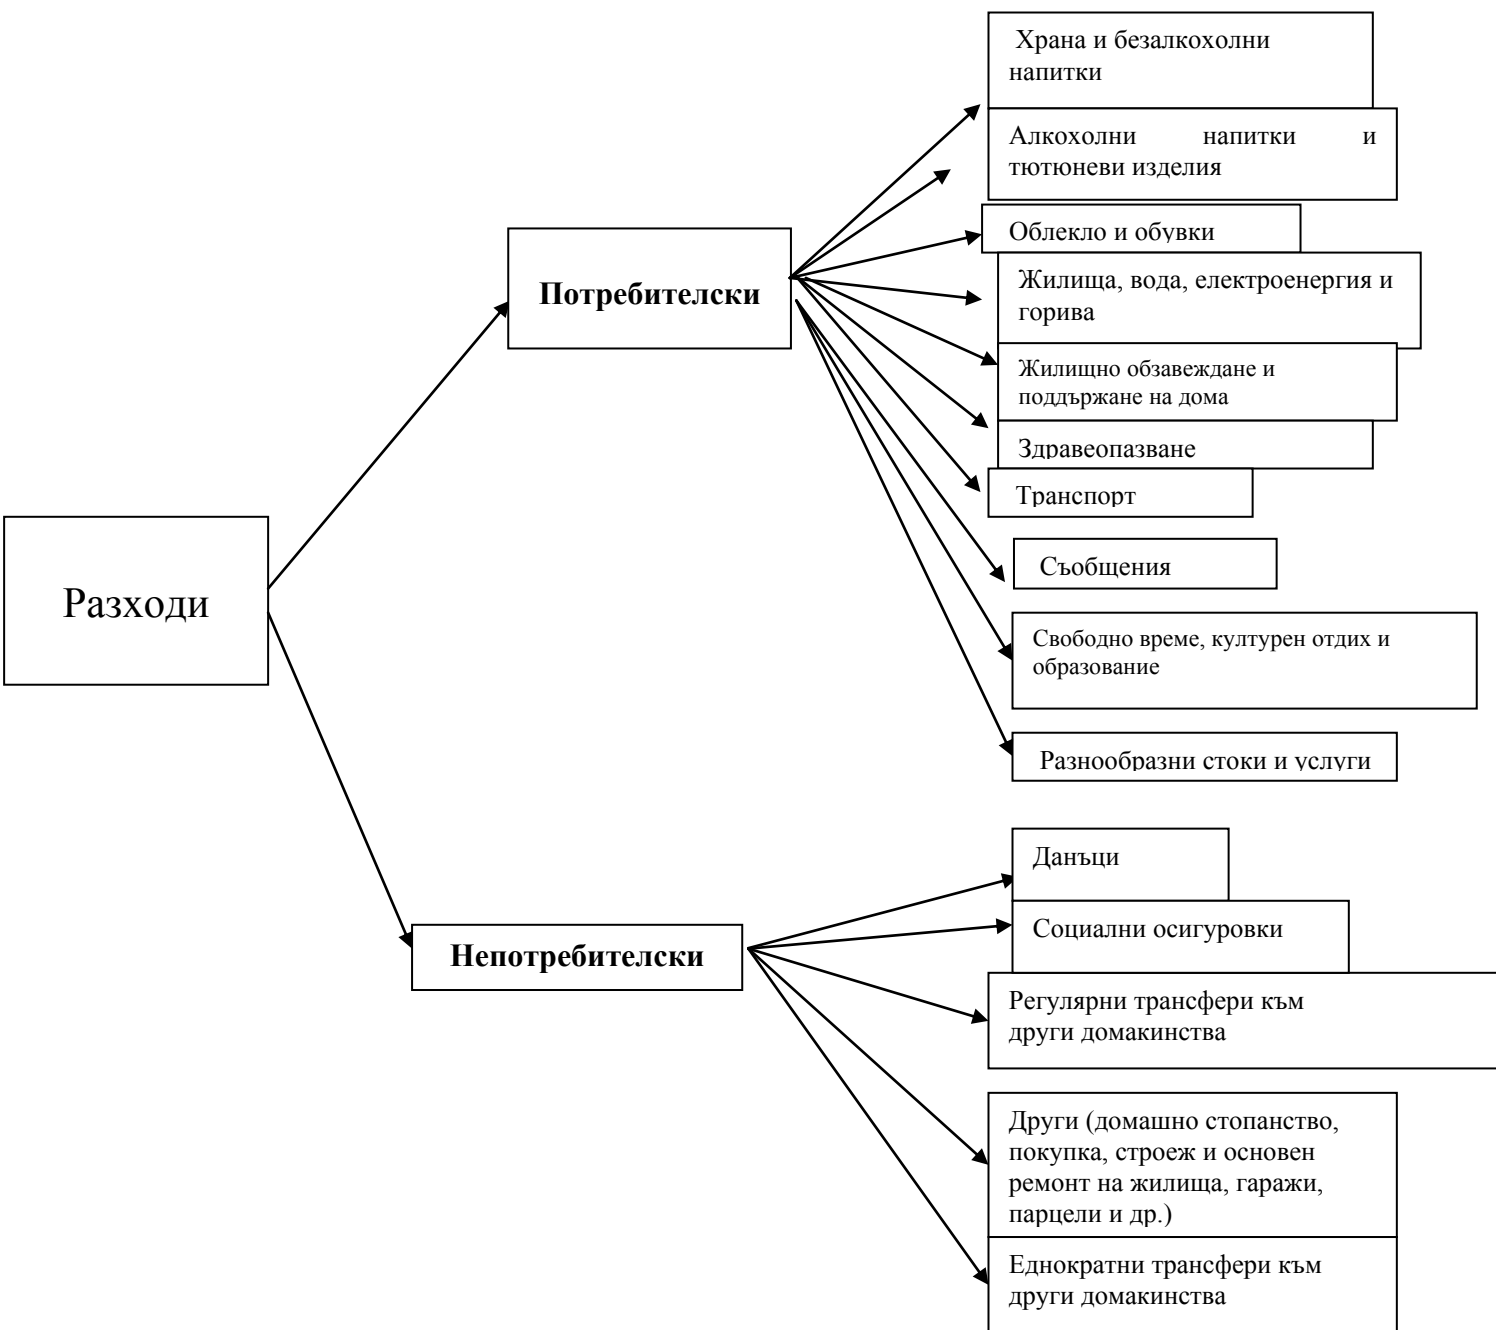 Разходи
Потребителски
Храна и безалкохолни
напитки
Алкохолни напитки и
тютюневи изделия
Облекло и обувки
Жилища, вода, електроенергия и
горива
Жилищно обзавеждане и
поддържане на дома
Здравеопазване
Транспорт
Съобщения
Свободно време, културен отдих и
образование
Разнообразни стоки и услуги
Непотребителски
Данъци
Социални осигуровки
Регулярни трансфери към
други домакинства
Други (домашно стопанство,
покупка, строеж и основен
ремонт на жилища, гаражи,
парцели и др.)
Еднократни трансфери към
други домакинства